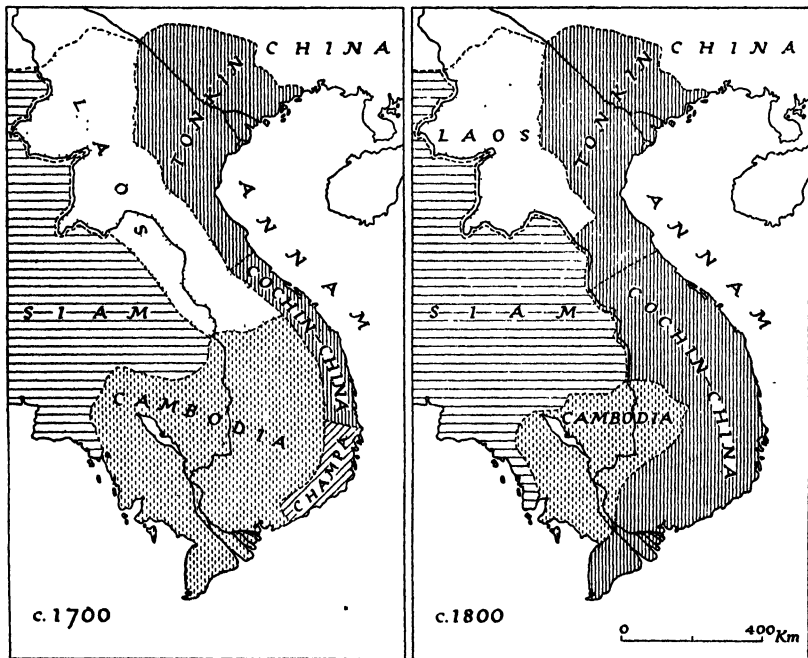 CHINA
TONKIN
LAOS
ANNAM
SIAM
COCHIN-CHINA
CAMBODIA
CHAMPA
c.1700
CHINA
TONKIN
LAOS
ANNAM
SIAM
COCHIN-CHINA
CAMBODIA
c.1800
0 400 Km